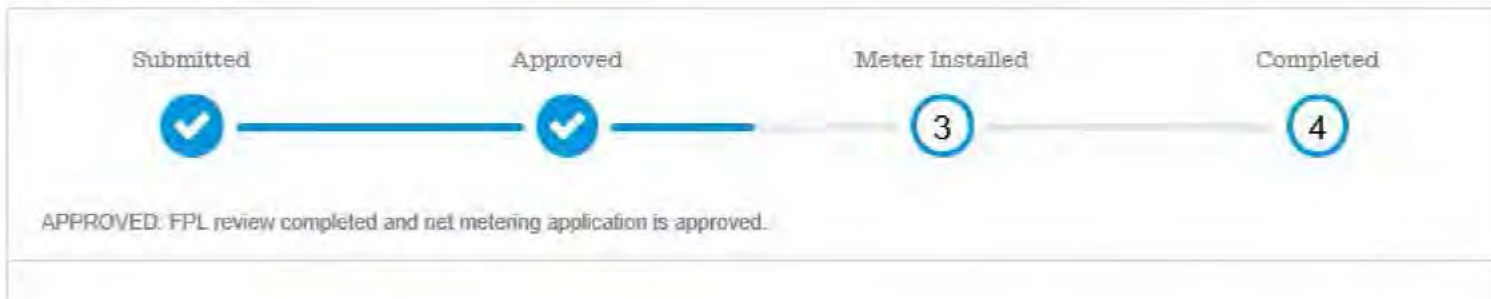 Submitted Approved Meter Installed Completed
3 4
APPROVED: FPL review completed and net metering application is approved.